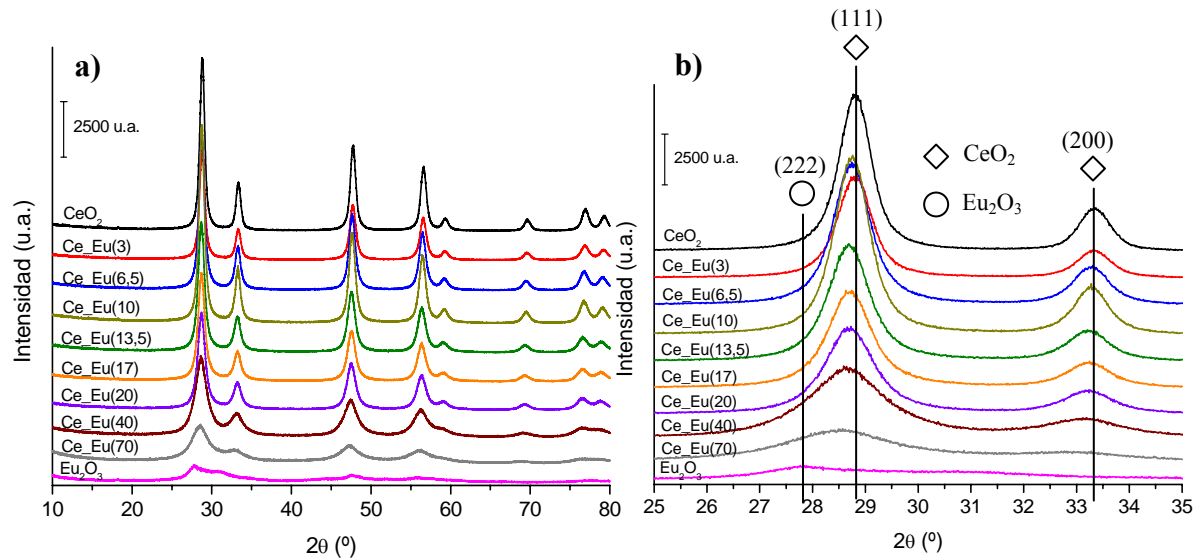 a)
2500 u.a.
Intensidad (u.a.)
CeO₂
Ce_Eu(3)
Ce_Eu(6,5)
Ce_Eu(10)
Ce_Eu(13,5)
Ce_Eu(17)
Ce_Eu(20)
Ce_Eu(40)
Ce_Eu(70)
Eu₂O₃
10 20 30 40 50 60 70 80
2θ (º)
b)
(111)
2500 u.a.
(222)
(200)
CeO₂
Eu₂O₃
Intensidad (u.a.)
CeO₂
Ce_Eu(3)
Ce_Eu(6,5)
Ce_Eu(10)
Ce_Eu(13,5)
Ce_Eu(17)
Ce_Eu(20)
Ce_Eu(40)
Ce_Eu(70)
Eu₂O₃
25 26 27 28 29 30 31 32 33 34 35
2θ (º)